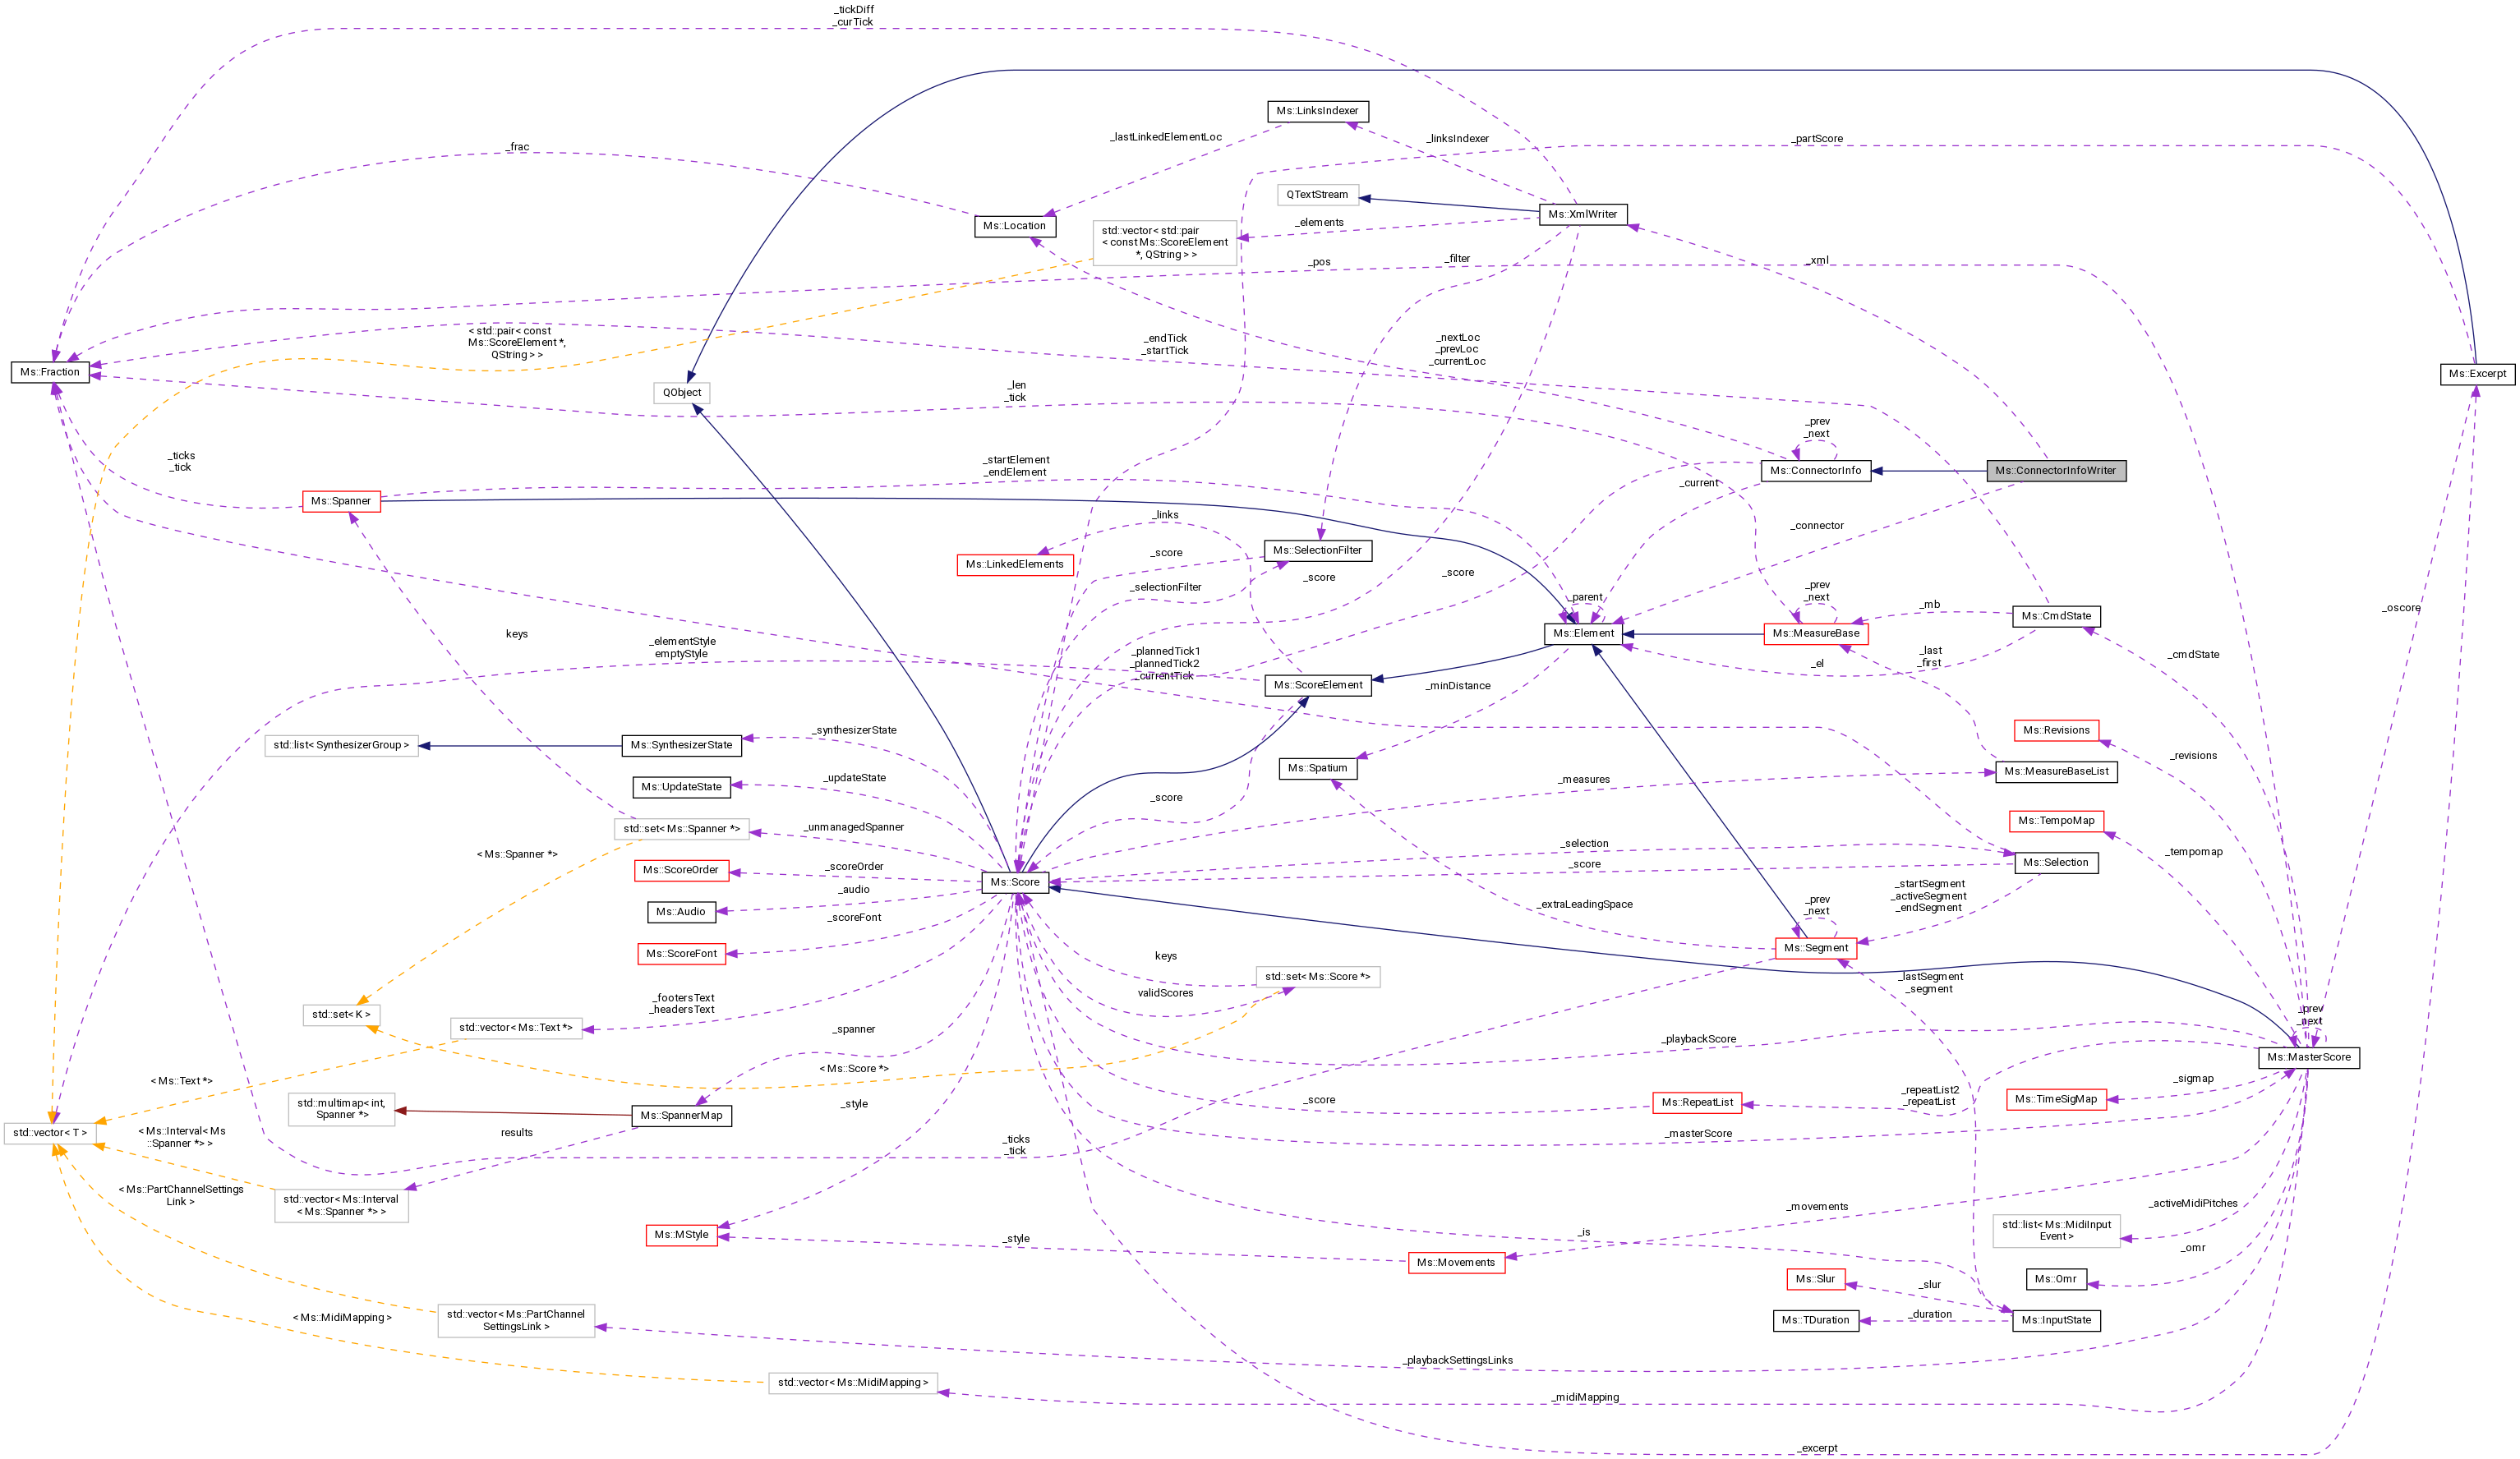 _tickDiff
_curTick
Ms::LinksIndexer
_linksIndexer
_lastLinkedElementLoc
_partScore
_frac
QTextStream
Ms::XmlWriter
Ms::Location
_elements
std::vector< std::pair
< const Ms::ScoreElement
*, QString > >
_pos
_filter
_xml
< std::pair< const
Ms::ScoreElement *,
QString > >
_endTick
_startTick
_nextLoc
_prevLoc
_currentLoc
Ms::Fraction
Ms::Excerpt
QObject
_len
_tick
_prev
_next
_ticks
_tick
_startElement
_endElement
Ms::ConnectorInfo
Ms::ConnectorInfoWriter
_current
Ms::Spanner
_links
_connector
Ms::LinkedElements
_score
Ms::SelectionFilter
_score
_score
_selectionFilter
_parent
_prev
_next
_mb
Ms::CmdState
_oscore
keys
_elementStyle
emptyStyle
_plannedTick1
_plannedTick2
_currentTick
Ms::Element
Ms::MeasureBase
_last
_first
_el
_cmdState
Ms::ScoreElement
_minDistance
Ms::Revisions
_synthesizerState
std::list< SynthesizerGroup >
Ms::SynthesizerState
_revisions
Ms::Spatium
Ms::MeasureBaseList
_updateState
Ms::UpdateState
_measures
_score
_unmanagedSpanner
std::set< Ms::Spanner *>
Ms::TempoMap
_tempomap
_selection
_score
Ms::Selection
< Ms::Spanner *>
_scoreOrder
Ms::ScoreOrder
Ms::Score
_audio
Ms::Audio
_startSegment
_activeSegment
_endSegment
_prev
_next
_scoreFont
Ms::ScoreFont
_extraLeadingSpace
Ms::Segment
keys
std::set< Ms::Score *>
_lastSegment
_segment
validScores
_footersText
_headersText
std::set< K >
std::vector< Ms::Text *>
_spanner
_playbackScore
_prev
_next
Ms::MasterScore
< Ms::Score *>
< Ms::Text *>
_sigmap
Ms::TimeSigMap
_repeatList2
_repeatList
Ms::RepeatList
_score
std::multimap< int,
Spanner *>
Ms::SpannerMap
_style
std::vector< T >
< Ms::Interval< Ms
::Spanner *> >
results
_ticks
_tick
_masterScore
< Ms::PartChannelSettings
Link >
std::vector< Ms::Interval
< Ms::Spanner *> >
_movements
_activeMidiPitches
std::list< Ms::MidiInput
Event >
Ms::MStyle
_style
_is
_omr
Ms::Movements
Ms::Slur
_slur
Ms::Omr
< Ms::MidiMapping >
std::vector< Ms::PartChannel
SettingsLink >
Ms::TDuration
_duration
Ms::InputState
_playbackSettingsLinks
std::vector< Ms::MidiMapping >
_midiMapping
_excerpt